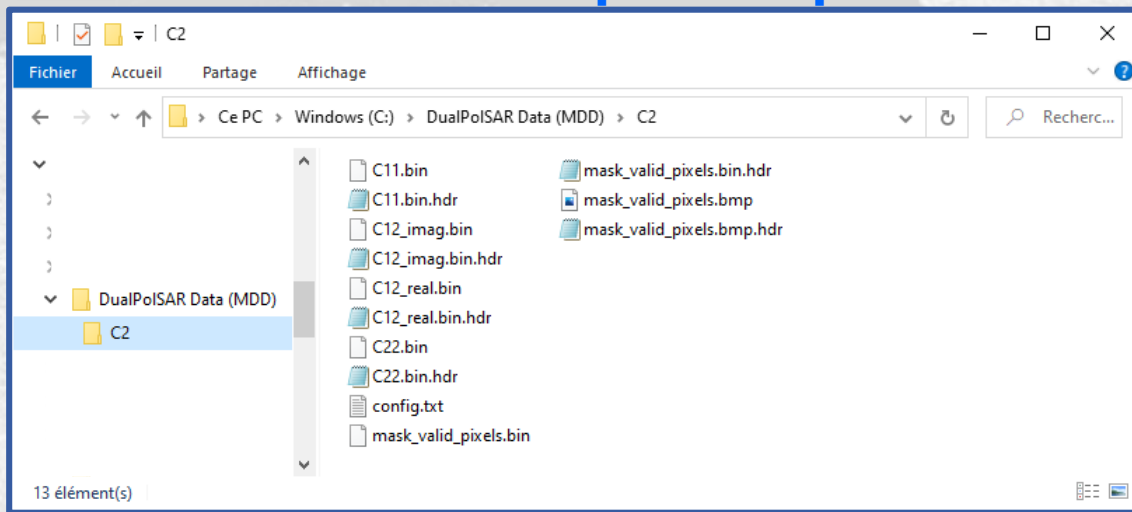 C2
Fichier Accueil Partage Affichage
Ce PC > Windows (C:) > DualPolSAR Data (MDD) > C2
Recherc...
DualPolSAR Data (MDD)
C2
C11.bin
C11.bin.hdr
C12_imag.bin
C12_imag.bin.hdr
C12_real.bin
C12_real.bin.hdr
C22.bin
C22.bin.hdr
config.txt
mask_valid_pixels.bin
mask_valid_pixels.bin.hdr
mask_valid_pixels.bmp
mask_valid_pixels.bmp.hdr
13 élément(s)